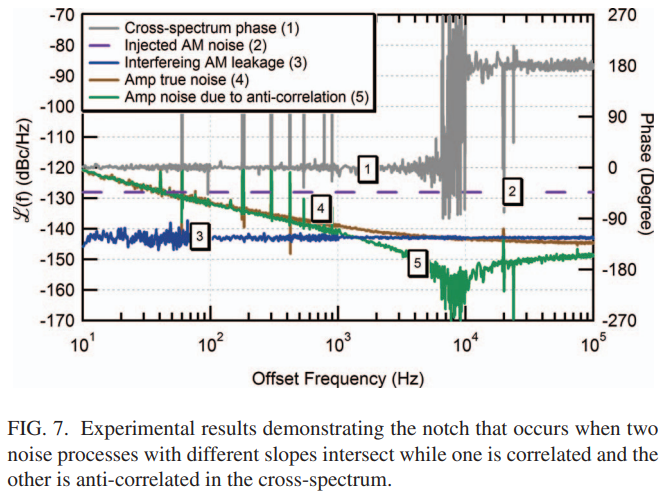 -70
-80
-90
-100
-110
-120
-130
-140
-150
-160
-170
ℒ(f) (dBc/Hz)
Cross-spectrum phase (1)
Injected AM noise (2)
Interfereing AM leakage (3)
Amp true noise (4)
Amp noise due to anti-correlation (5)
1
2
3
4
5
270
180
90
0
-90
-180
-270
Phase (Degree)
10^1
10^2
10^3
10^4
10^5
Offset Frequency (Hz)
FIG. 7. Experimental results demonstrating the notch that occurs when two
noise processes with different slopes intersect while one is correlated and the
other is anti-correlated in the cross-spectrum.